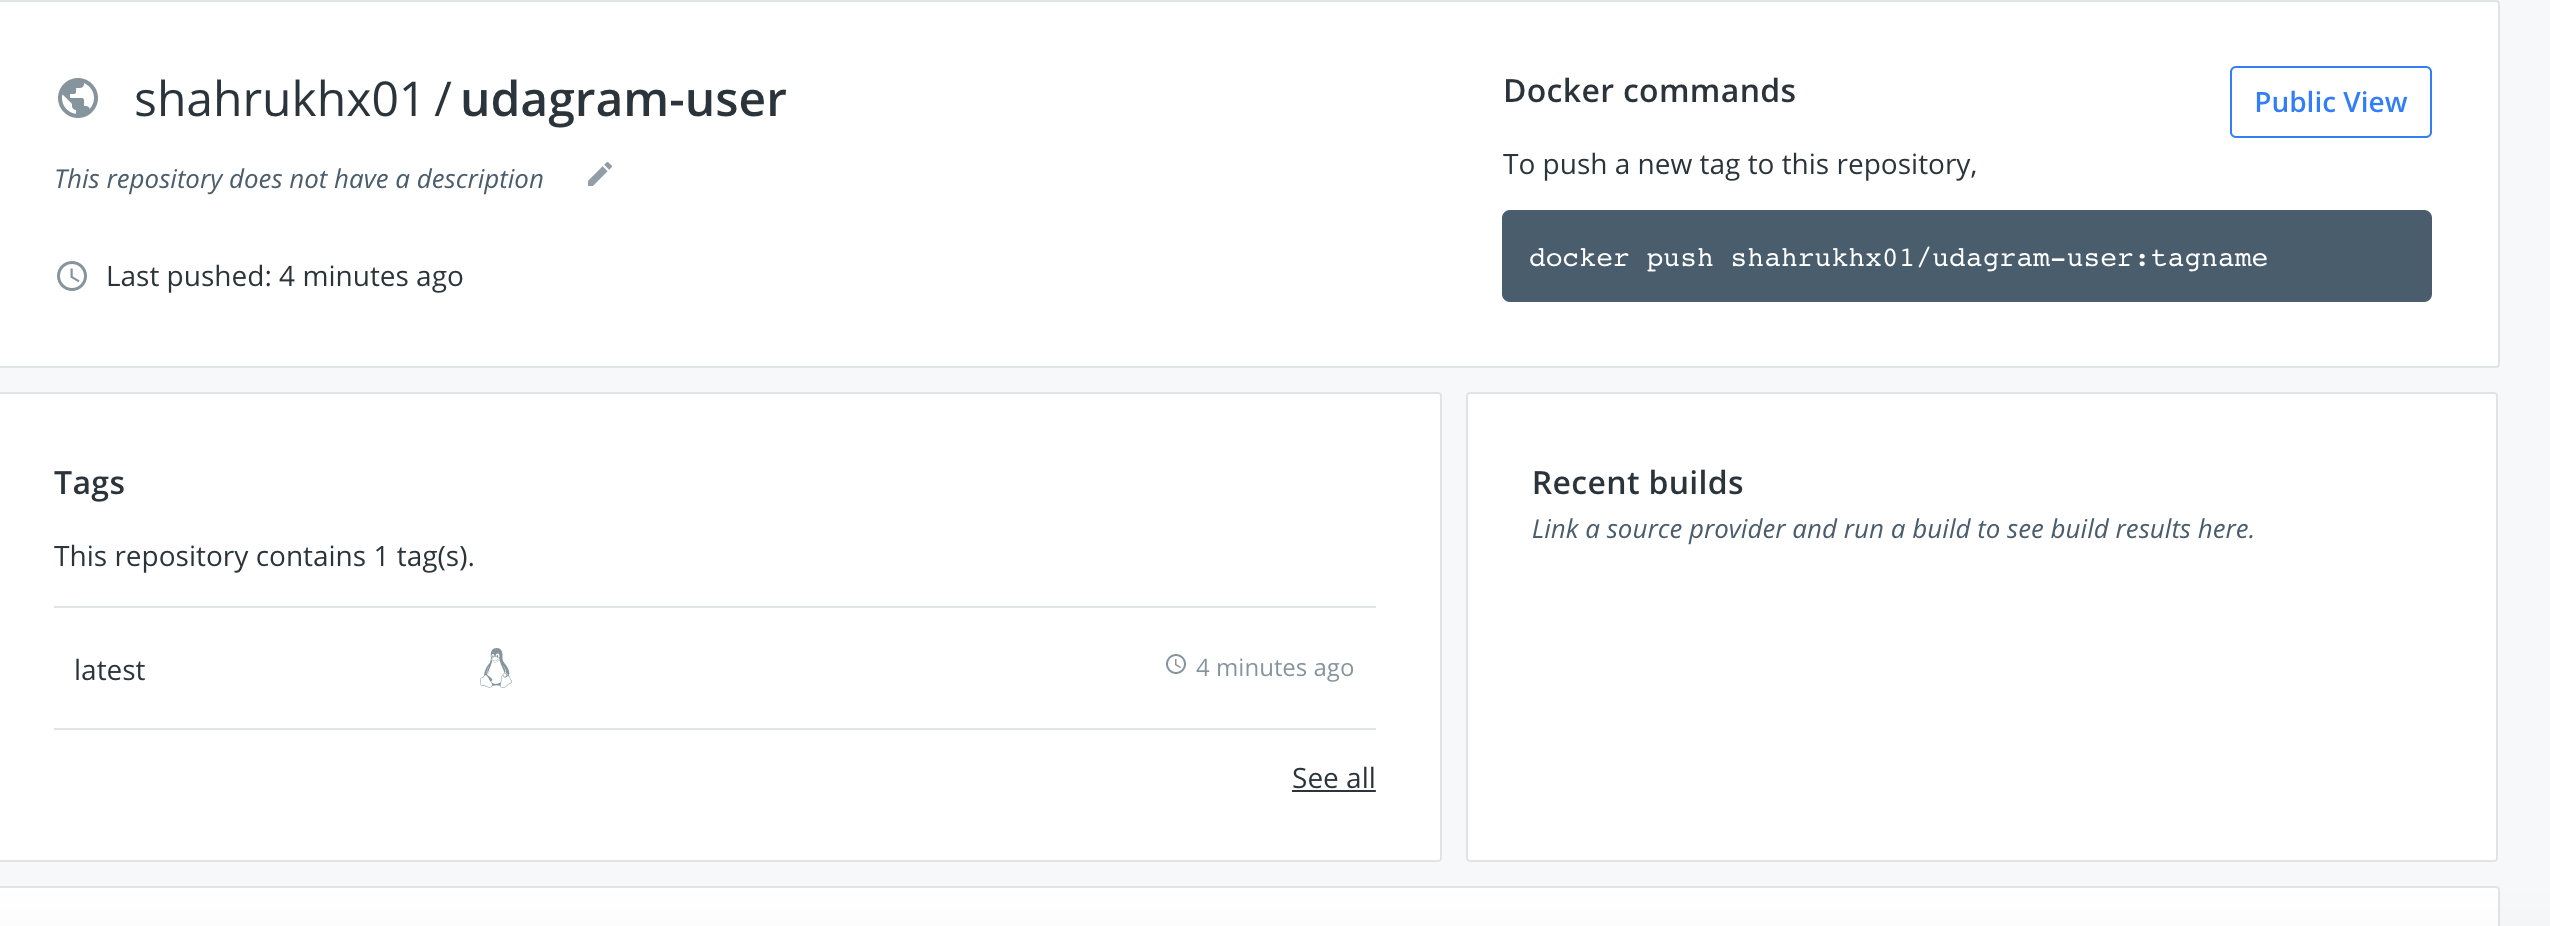 shahrukhx01 / udagram-user
This repository does not have a description
Last pushed: 4 minutes ago
Docker commands
Public View
To push a new tag to this repository,
docker push shahrukhx01/udagram-user:tagname
Tags
This repository contains 1 tag(s).
latest
4 minutes ago
See all
Recent builds
Link a source provider and run a build to see build results here.